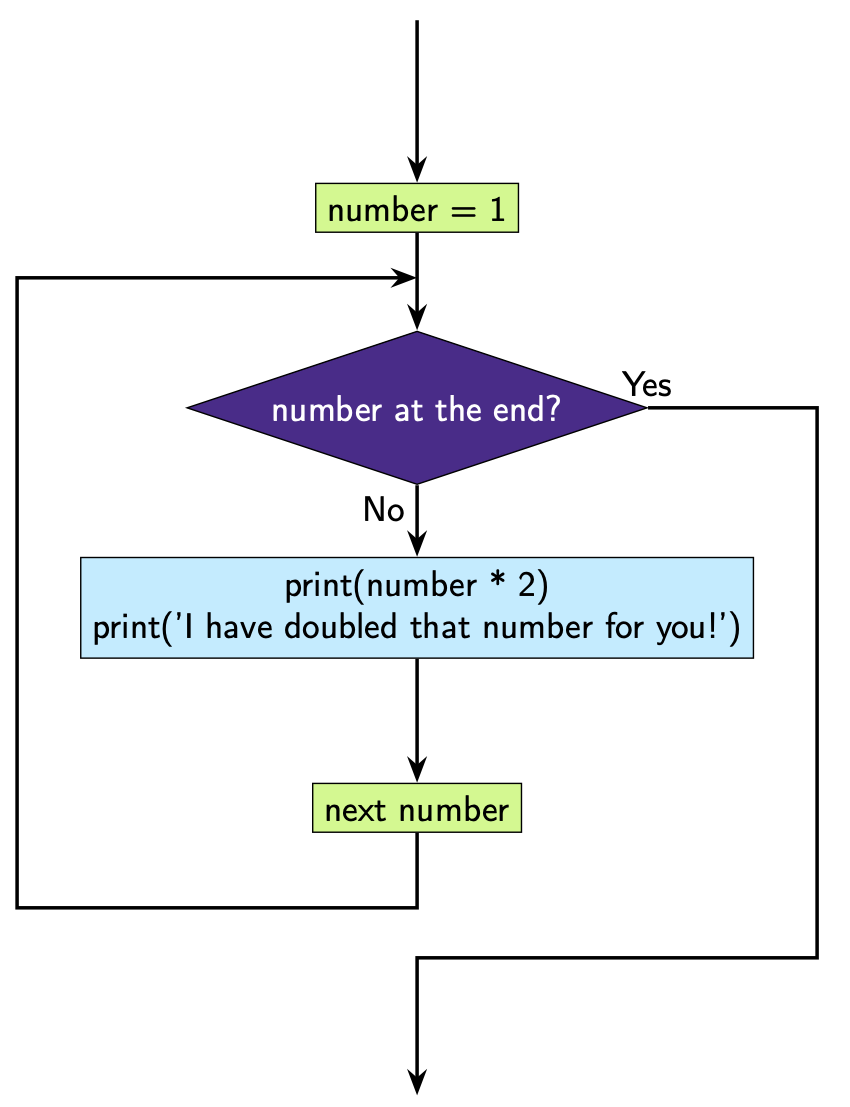 number = 1
number at the end?
Yes
No
print(number * 2)
print('I have doubled that number for you!')
next number